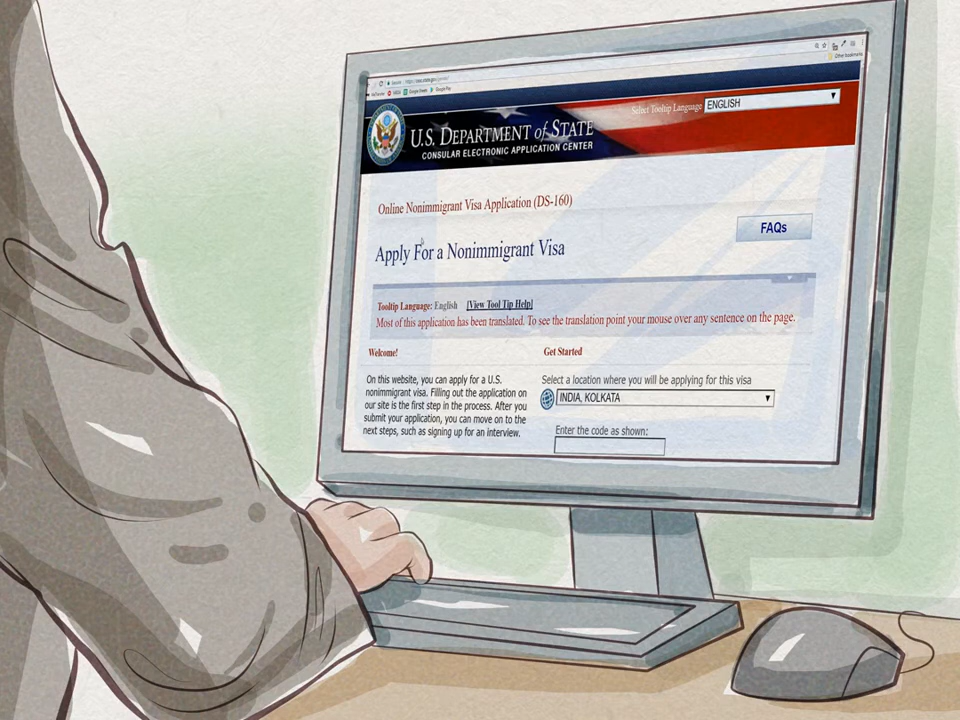 Other bookmarks
Select Tooltip Language ENGLISH
U.S. DEPARTMENT of STATE
CONSULAR ELECTRONIC APPLICATION CENTER
Online Nonimmigrant Visa Application (DS-160)
FAQs
Apply For a Nonimmigrant Visa
Tooltip Language: English [View Tool Tip Help]
Most of this application has been translated. To see the translation point your mouse over any sentence on the page.
Welcome!
On this website, you can apply for a U.S.
nonimmigrant visa. Filling out the application on
our site is the first step in the process. After you
submit your application, you can move on to the
next steps, such as signing up for an interview.
Get Started
Select a location where you will be applying for this visa
INDIA, KOLKATA
Enter the code as shown: